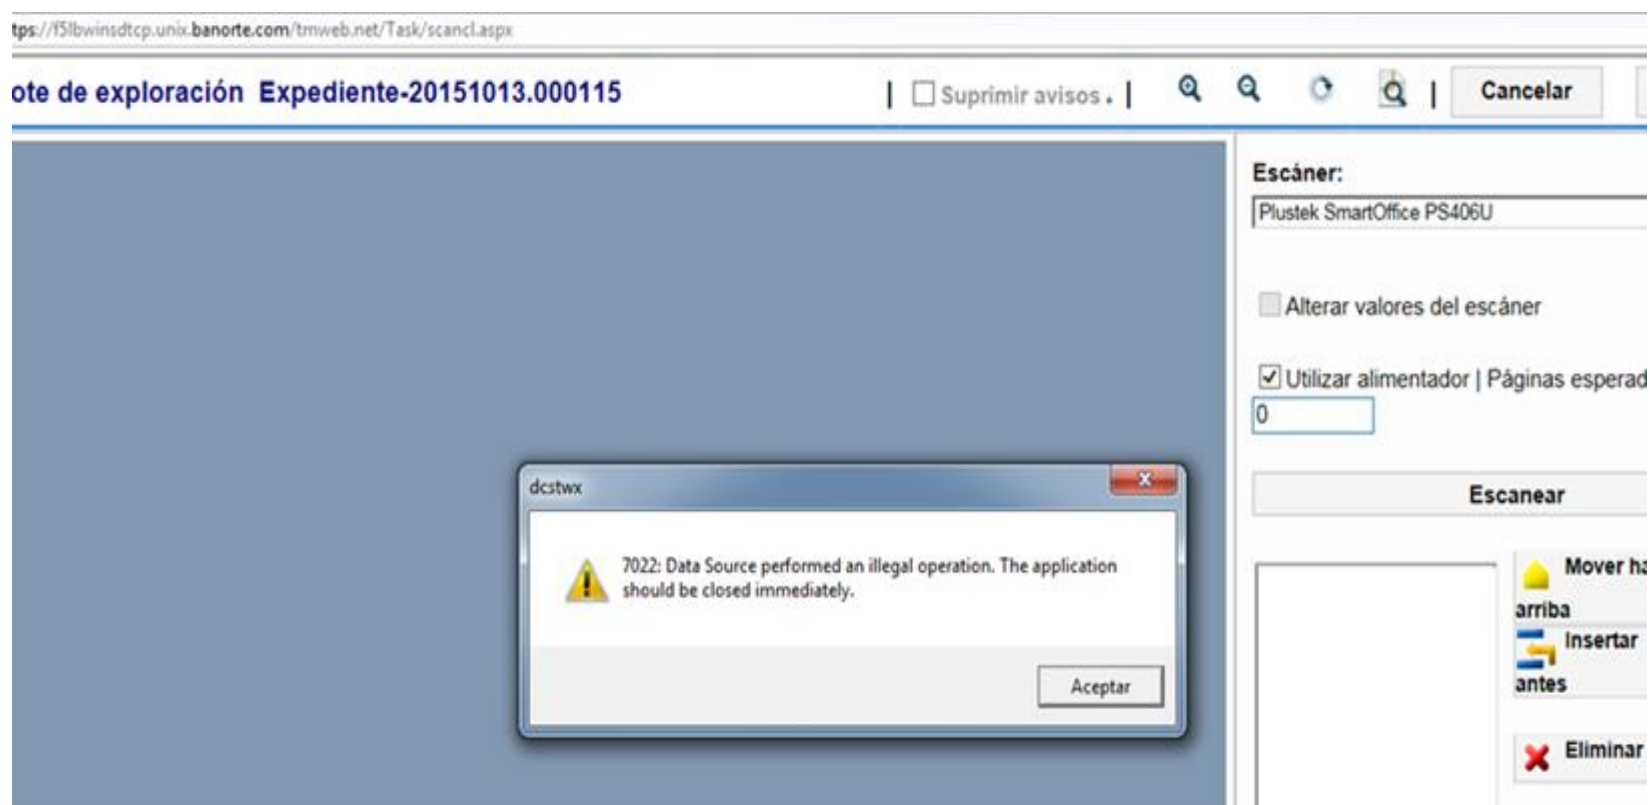 tps://f5lbwinsdtcp.unix.banorte.com/tmweb.net/Task/scancl.aspx
ote de exploración Expediente-20151013.000115 | Suprimir avisos . | | Cancelar
Escáner:
Plustek SmartOffice PS406U
Alterar valores del escáner
Utilizar alimentador | Páginas esperad
0
dcstwx
Escanear
7022: Data Source performed an illegal operation. The application
should be closed immediately.
Aceptar
Mover ha
arriba
Insertar
antes
Eliminar